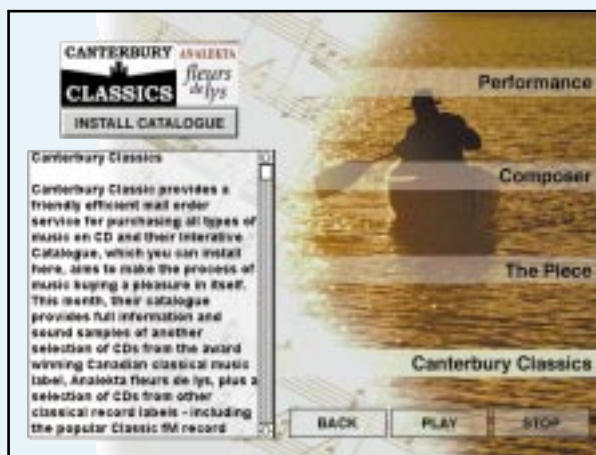 CANTERBURY
CLASSICS
ANALEKTA
fleurs
de
lys
INSTALL CATALOGUE
Canterbury Classics
Canterbury Classic provides a
friendly efficient mail order
service for purchasing all types of
music on CD and their Interative
Catalogue, which you can install
here, aims to make the process of
music buying a pleasure in itself.
This month, their catalogue
provides full information and
sound samples of another
selection of CDs from the award
winning Canadian classical music
label, Analekta fleurs de lys, plus a
selection of CDs from other
classical record labels - including
the popular Classic fM record
Performance
Composer
The Piece
Canterbury Classics
BACK
PLAY
STOP